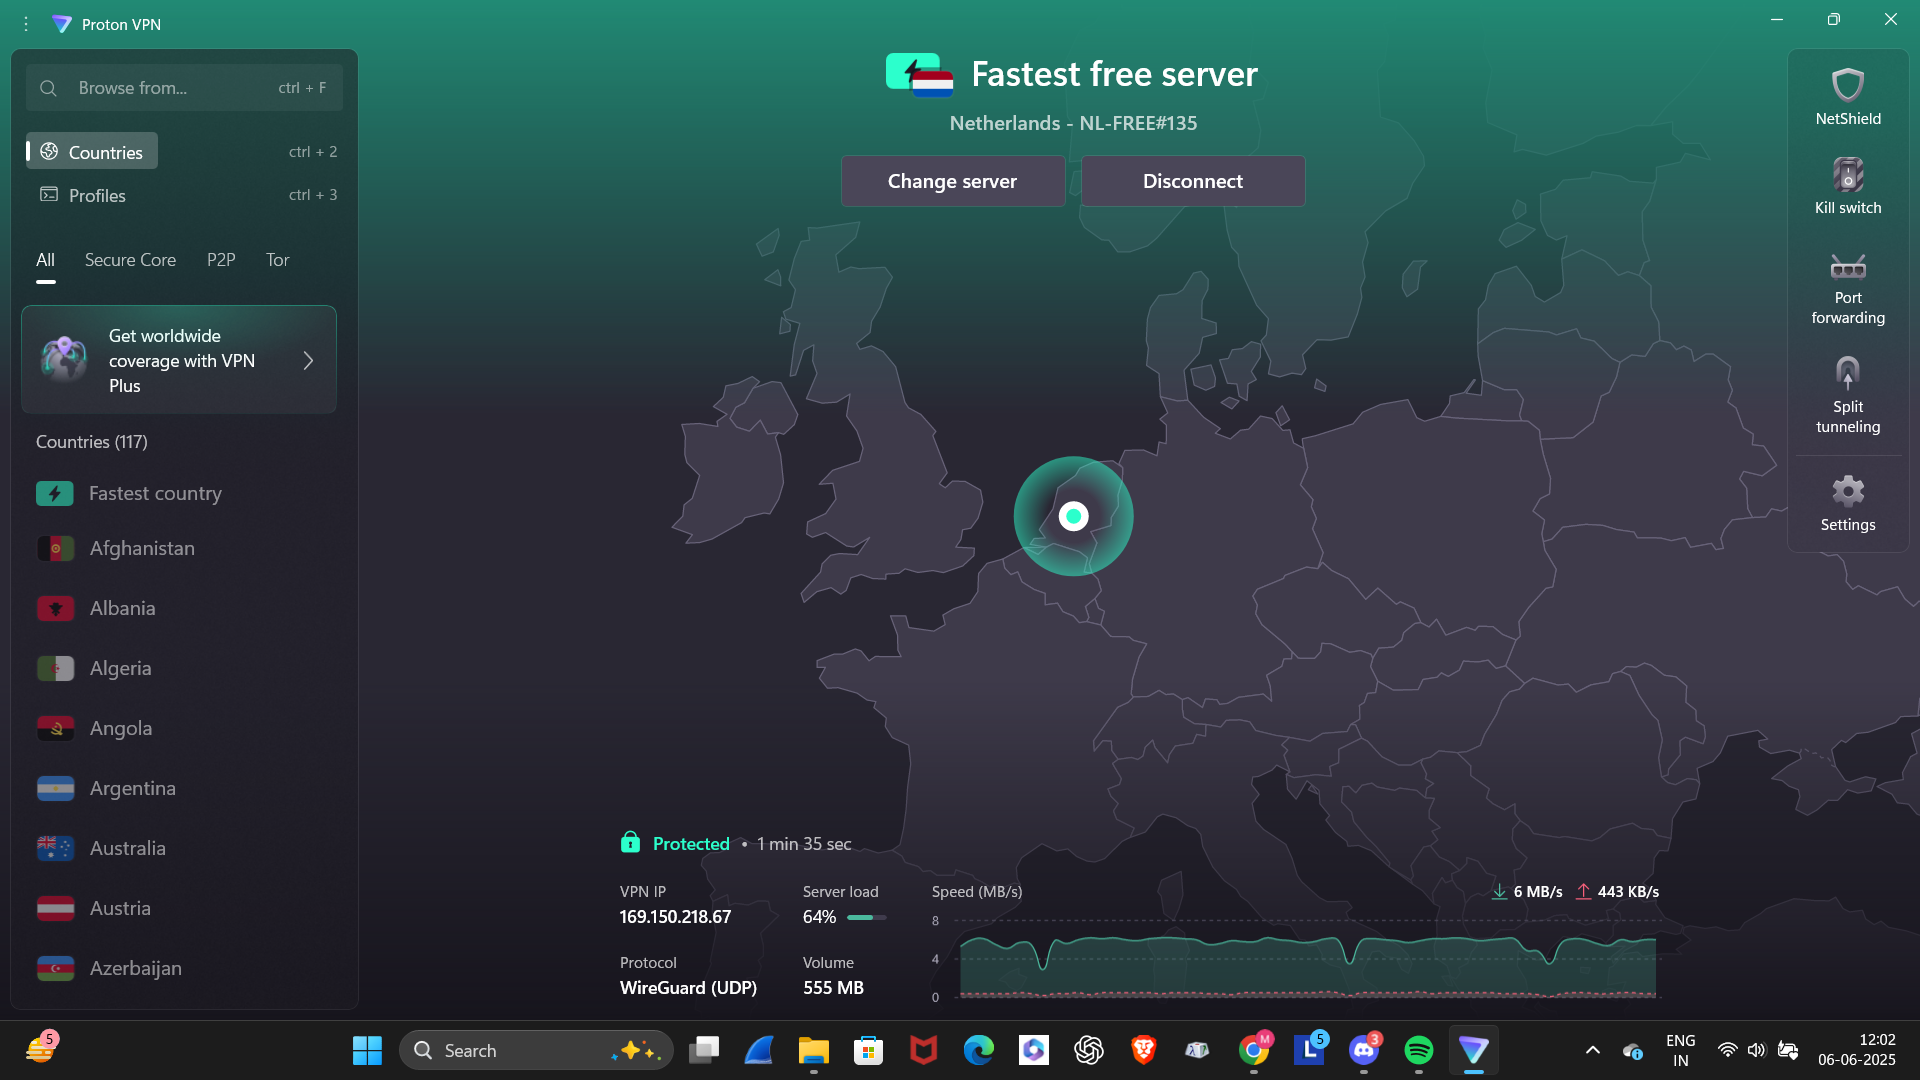 Proton VPN
Browse from...
ctrl + F
Countries
ctrl + 2
Profiles
ctrl + 3
All
Secure Core
P2P
Tor
Get worldwide
coverage with VPN
Plus
Countries (117)
Fastest country
Afghanistan
Albania
Algeria
Angola
Argentina
Australia
Austria
Azerbaijan
Fastest free server
Netherlands - NL-FREE#135
Change server
Disconnect
Protected • 1 min 35 sec
VPN IP
169.150.218.67
Server load
64%
Protocol
WireGuard (UDP)
Volume
555 MB
Speed (MB/s)
6 MB/s
443 KB/s
8
4
0
NetShield
Kill switch
Port
forwarding
Split
tunneling
Settings
5
Search
M
L
5
3
ENG
IN
12:02
06-06-2025